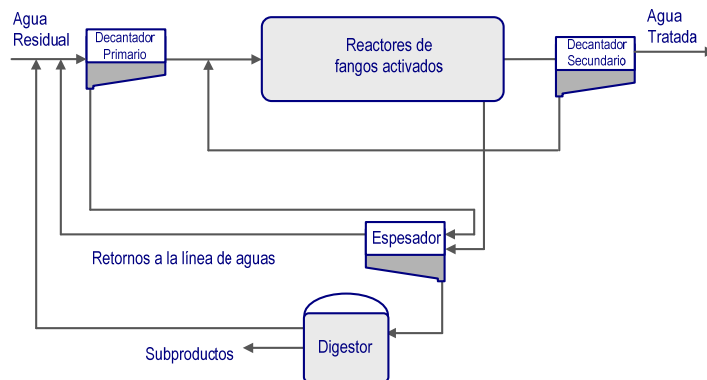 Agua
Residual
Decantador
Primario
Reactores de
fangos activados
Decantador
Secundario
Agua
Tratada
Espesador
Retornos a la línea de aguas
Digestor
Subproductos